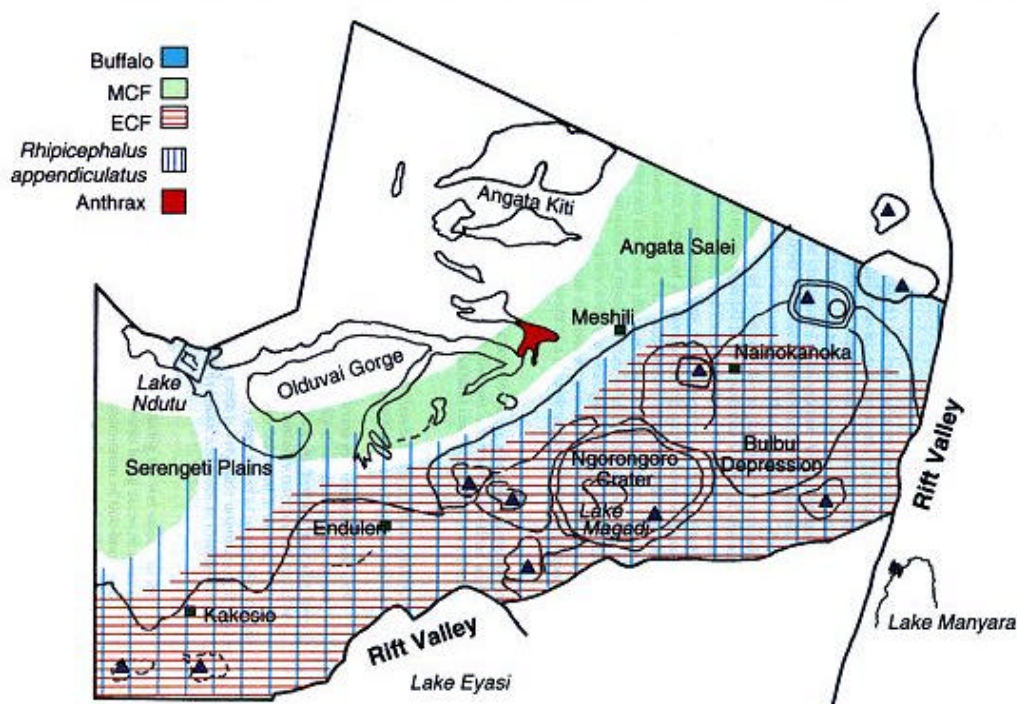 Buffalo
MCF
ECF
Rhipicephalus
appendiculatus
Anthrax
Angata Kiti
Angata Salei
Meshili
Olduvai Gorge
Lake
Ndutu
Nainokanoka
Serengeti Plains
Ngorongoro
Crater
Bulbul
Depression
Lake
Magadi
Endulen
Rift Valley
Kakesio
Rift Valley
Lake Manyara
Lake Eyasi